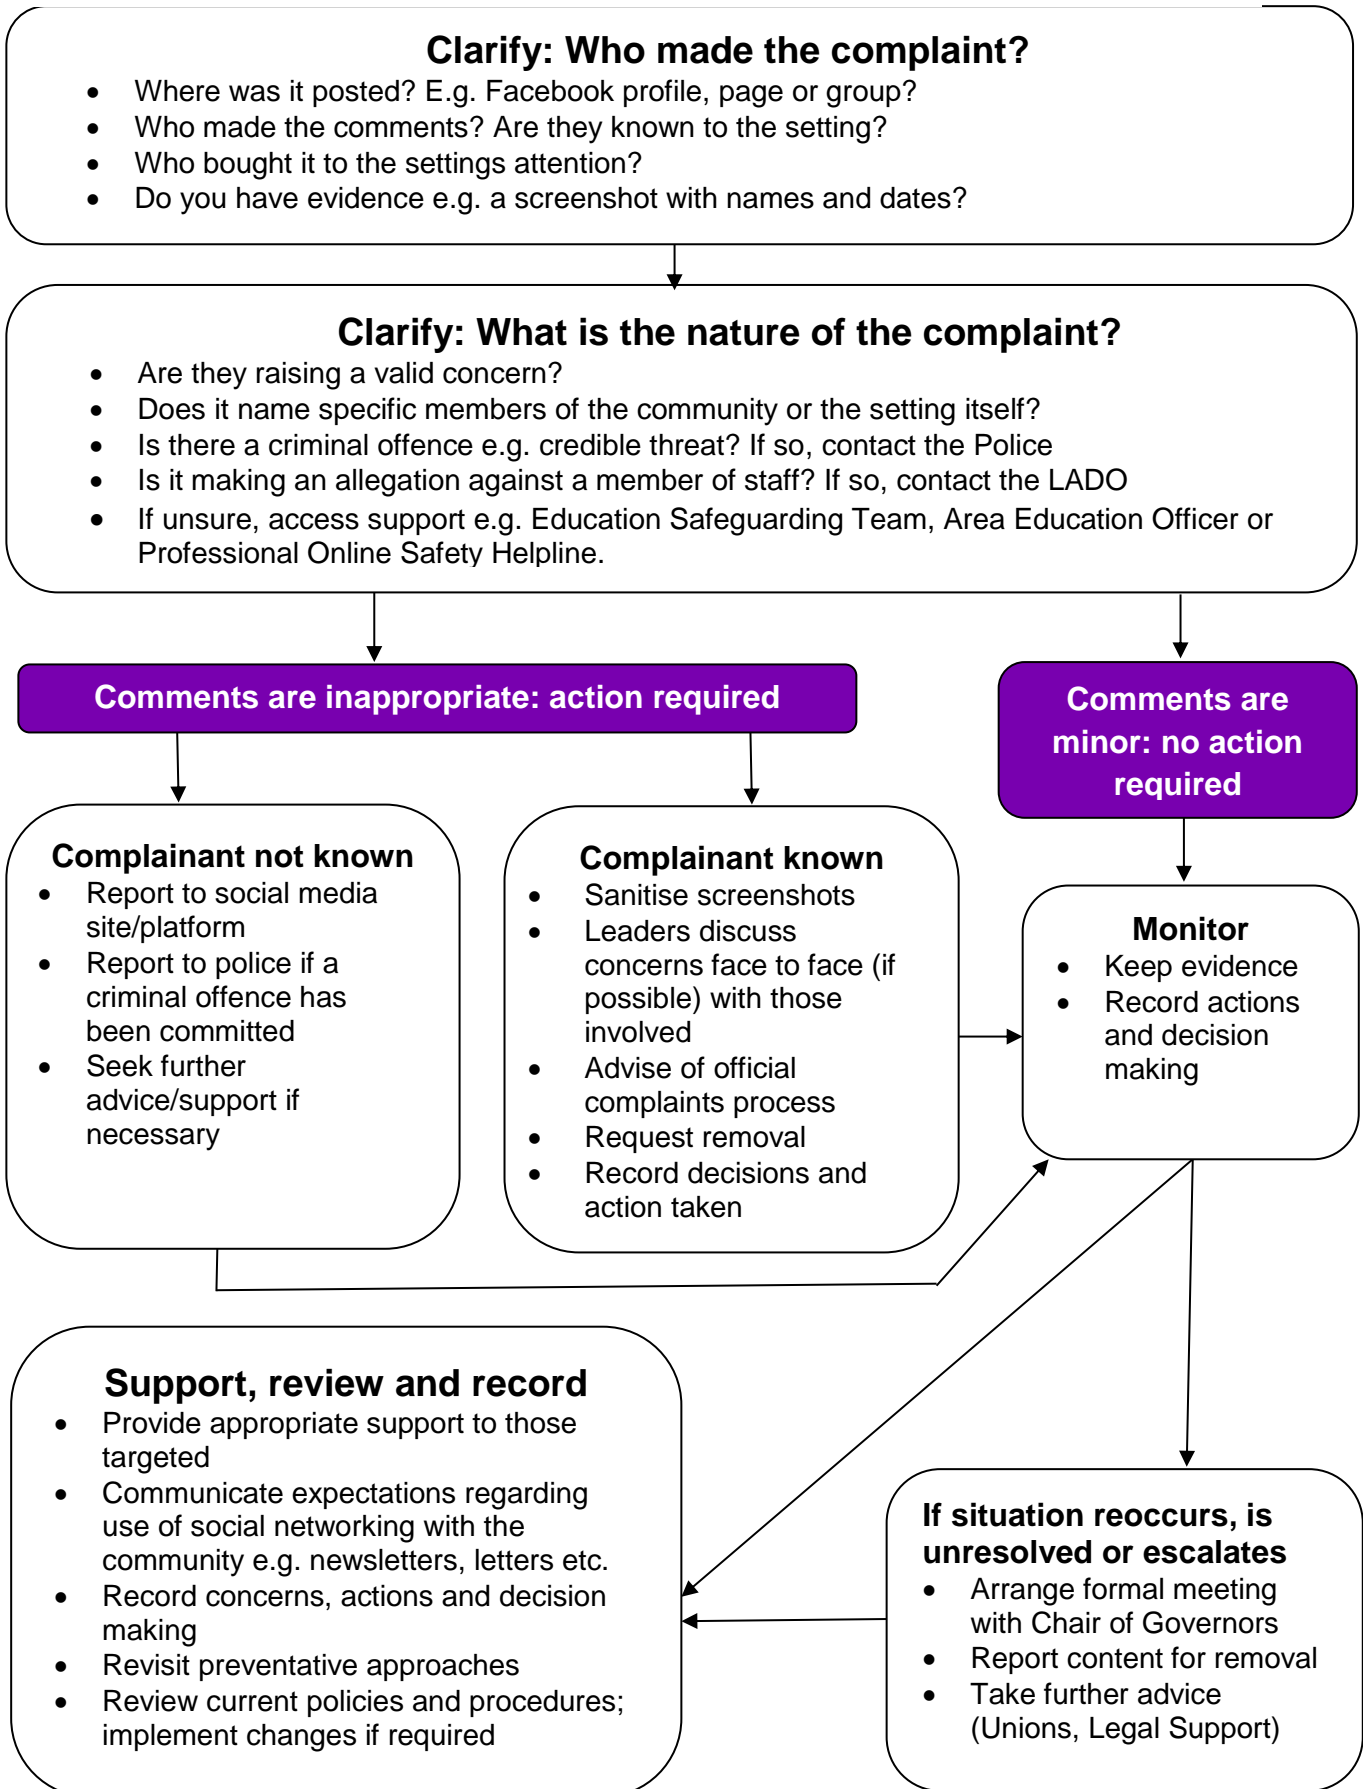 Clarify: Who made the complaint?
• Where was it posted? E.g. Facebook profile, page or group?
• Who made the comments? Are they known to the setting?
• Who bought it to the settings attention?
• Do you have evidence e.g. a screenshot with names and dates?
Clarify: What is the nature of the complaint?
• Are they raising a valid concern?
• Does it name specific members of the community or the setting itself?
• Is there a criminal offence e.g. credible threat? If so, contact the Police
• Is it making an allegation against a member of staff? If so, contact the LADO
• If unsure, access support e.g. Education Safeguarding Team, Area Education Officer or
Professional Online Safety Helpline.
Comments are inappropriate: action required
Comments are
minor: no action
required
Complainant not known
• Report to social media
site/platform
• Report to police if a
criminal offence has
been committed
• Seek further
advice/support if
necessary
Complainant known
• Sanitise screenshots
• Leaders discuss
concerns face to face (if
possible) with those
involved
• Advise of official
complaints process
• Request removal
• Record decisions and
action taken
Monitor
• Keep evidence
• Record actions
and decision
making
Support, review and record
• Provide appropriate support to those
targeted
• Communicate expectations regarding
use of social networking with the
community e.g. newsletters, letters etc.
• Record concerns, actions and decision
making
• Revisit preventative approaches
• Review current policies and procedures;
implement changes if required
If situation reoccurs, is
unresolved or escalates
• Arrange formal meeting
with Chair of Governors
• Report content for removal
• Take further advice
(Unions, Legal Support)